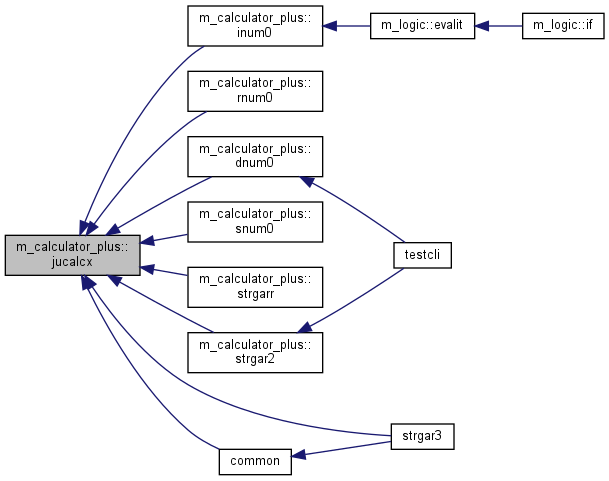 m_calculator_plus::
inum0
m_logic::evalit
m_logic::if
m_calculator_plus::
rnum0
m_calculator_plus::
dnum0
m_calculator_plus::
snum0
m_calculator_plus::
jucalcx
testcli
m_calculator_plus::
strgarr
m_calculator_plus::
strgar2
strgar3
common